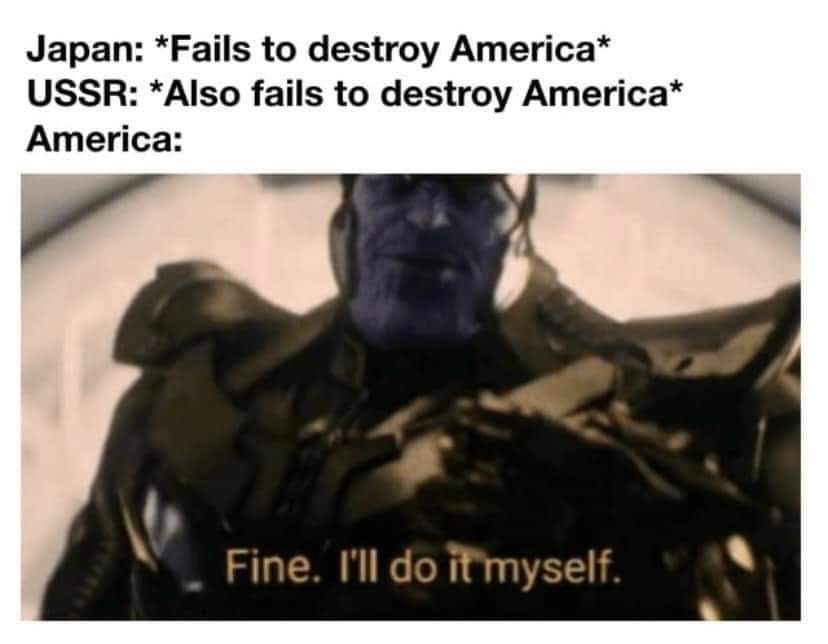 Japan: *Fails to destroy America*
USSR: *Also fails to destroy America*
America:
Fine. I'll do it myself.